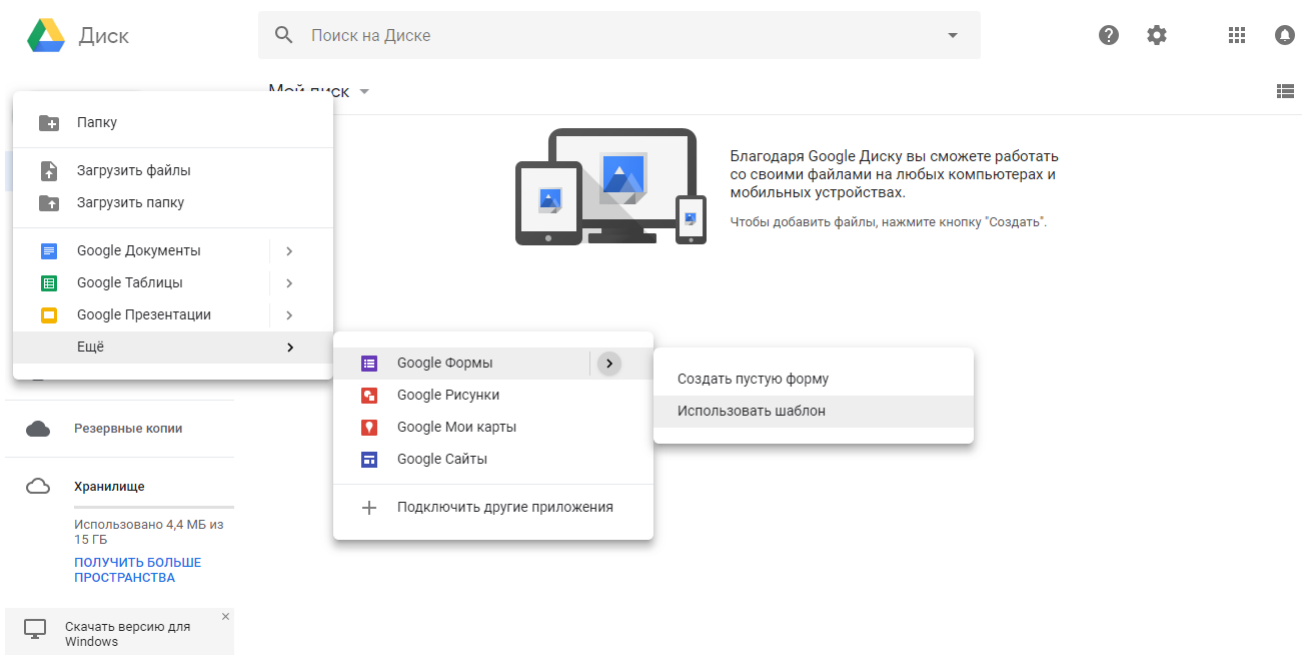 Диск
Поиск на Диске
Мой диск
Папку
Загрузить файлы
Загрузить папку
Google Документы
Google Таблицы
Google Презентации
Ещё
Благодаря Google Диску вы сможете работать
со своими файлами на любых компьютерах и
мобильных устройствах.
Чтобы добавить файлы, нажмите кнопку "Создать".
Google Формы
Google Рисунки
Google Мои карты
Google Сайты
Подключить другие приложения
Создать пустую форму
Использовать шаблон
Резервные копии
Хранилище
Использовано 4,4 МБ из
15 ГБ
ПОЛУЧИТЬ БОЛЬШЕ
ПРОСТРАНСТВА
Скачать версию для
Windows